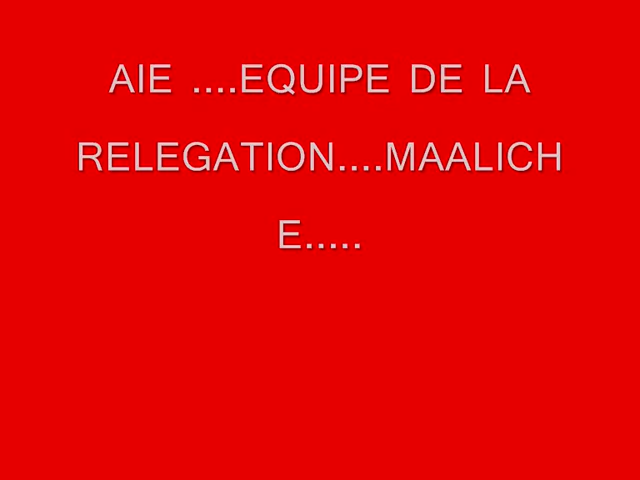 AIE ....EQUIPE DE LA
RELEGATION....MAALICH
E.....